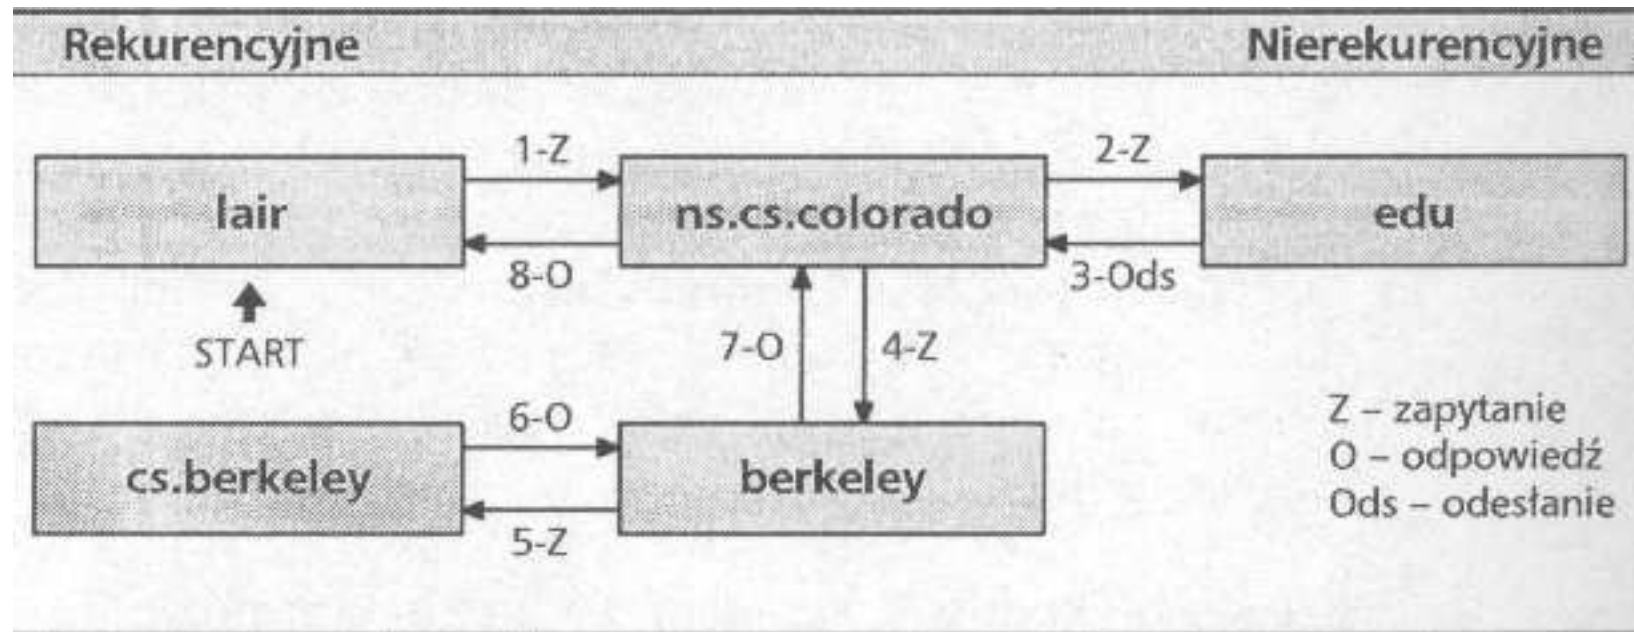 Rekurencyjne Nierekurencyjne
1-Z 2-Z
lair ns.cs.colorado edu
8-O 3-Ods
START 7-O 4-Z
6-O Z – zapytanie
cs.berkeley berkeley O – odpowiedź
Ods – odesłanie
5-Z